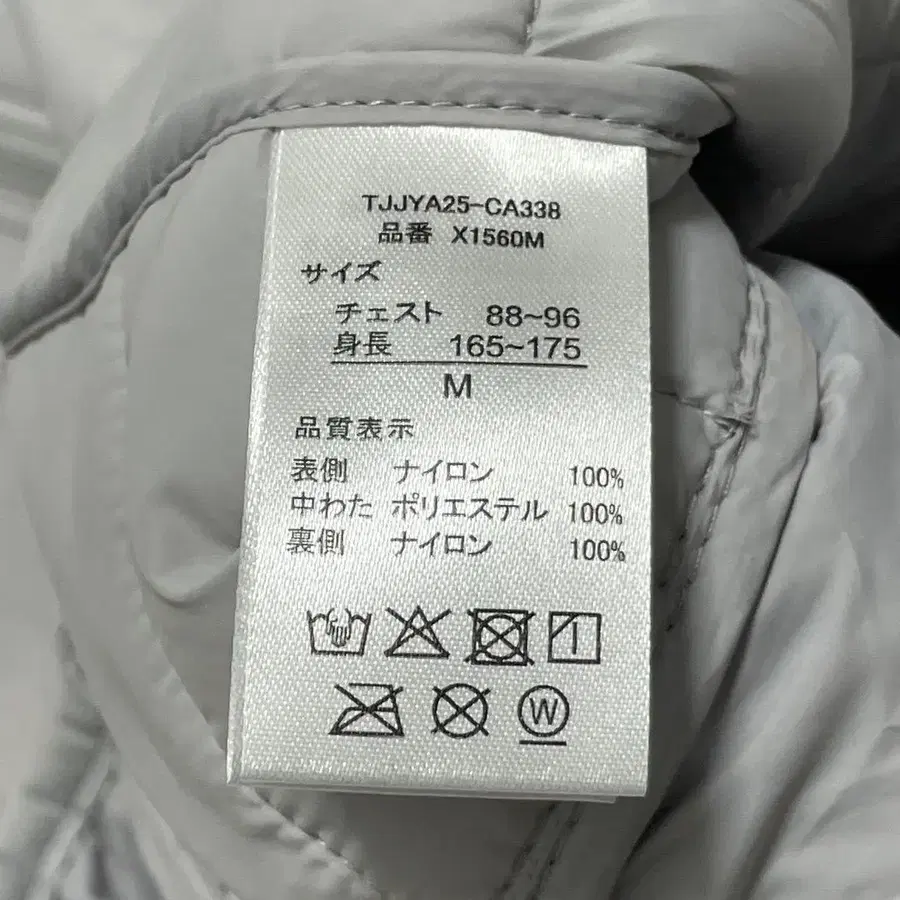 TJJYA25-CA338
品番 X1560M
サイズ
チェスト 88~96
身長 165~175
M
品質表示
表側 ナイロン 100%
中わた ポリエステル 100%
裏側 ナイロン 100%
W